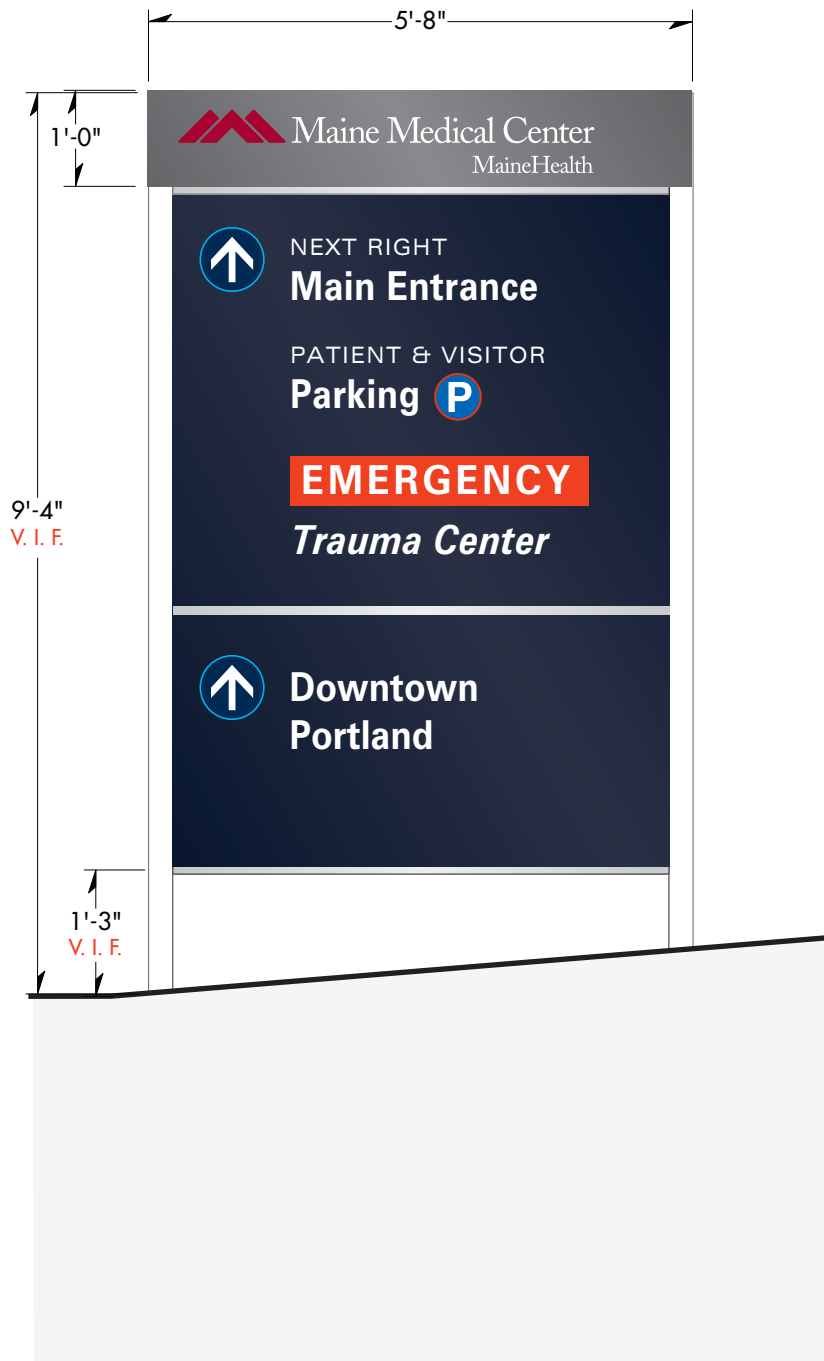 5'-8"
1'-0"
Maine Medical Center
MaineHealth
NEXT RIGHT
Main Entrance
PATIENT & VISITOR
Parking P
EMERGENCY
Trauma Center
9'-4"
V. I. F.
Downtown
Portland
1'-3"
V. I. F.